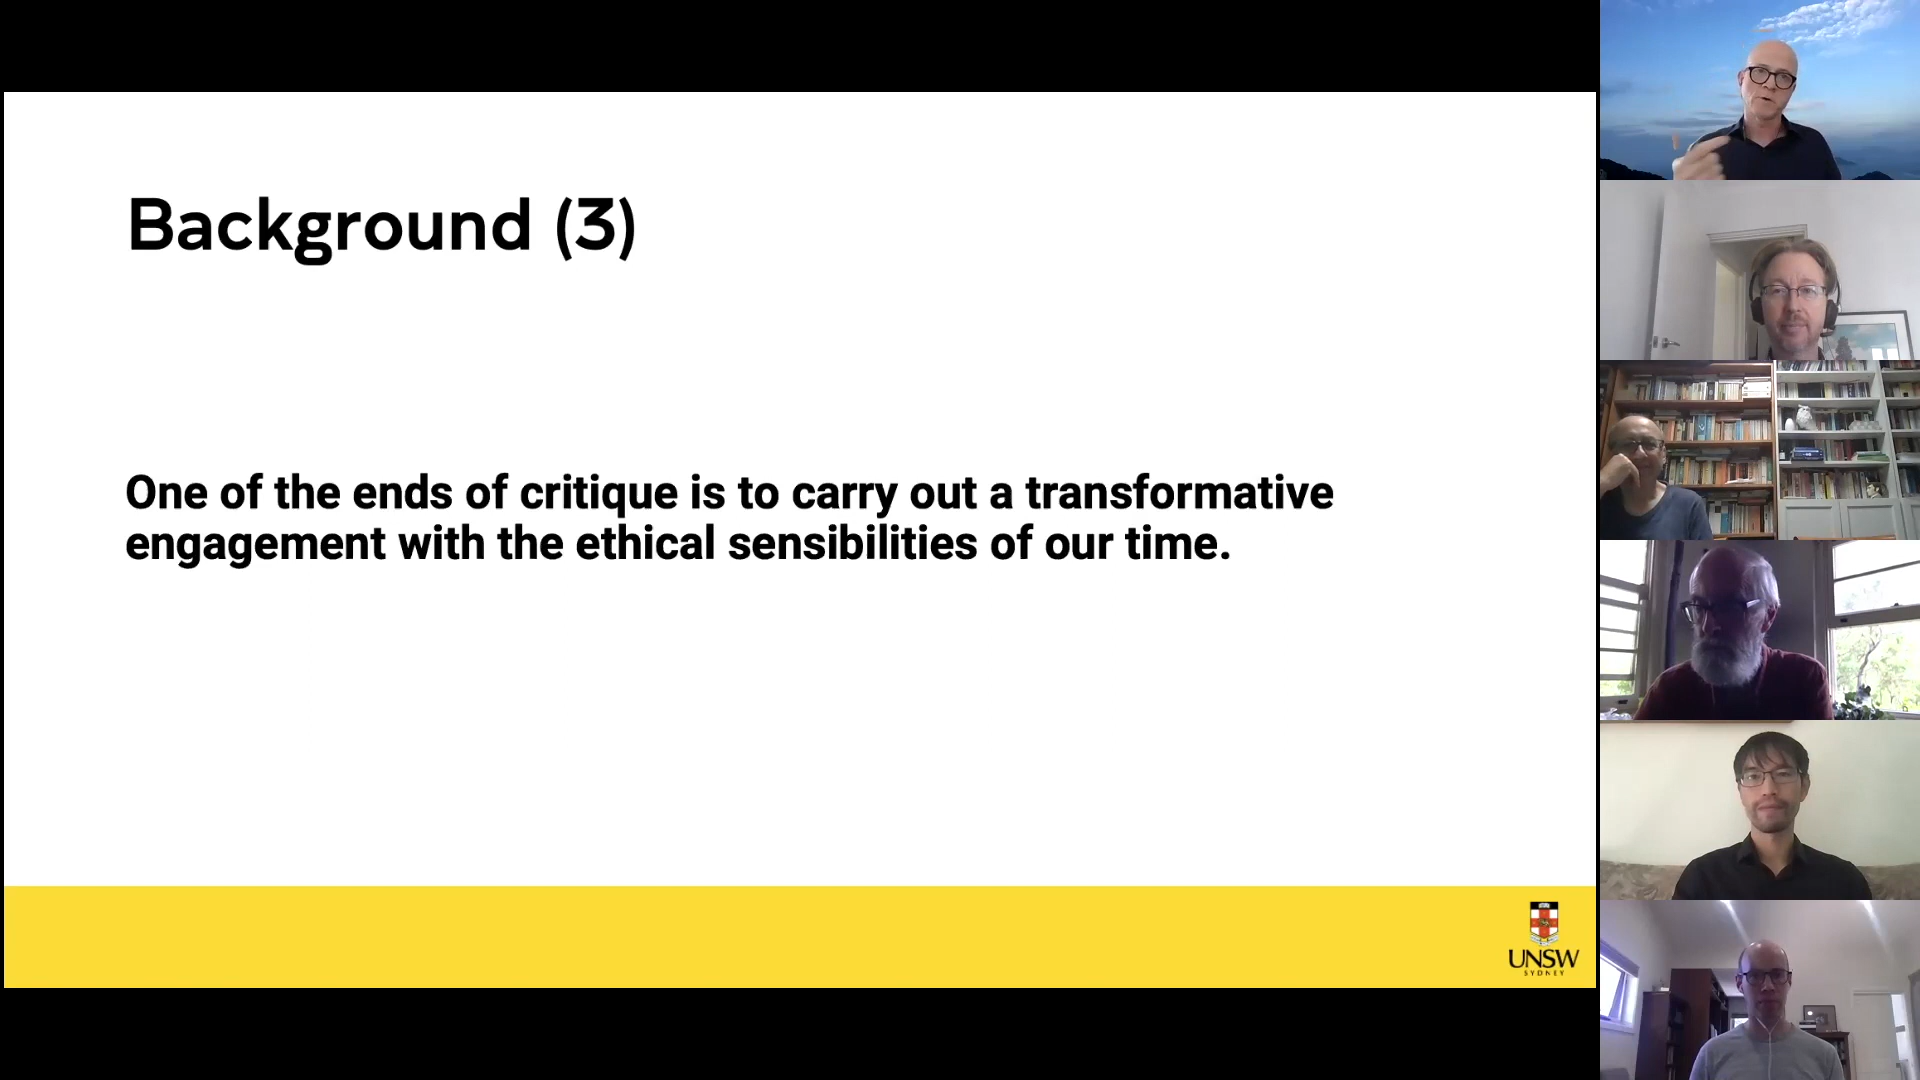 Background (3)
One of the ends of critique is to carry out a transformative
engagement with the ethical sensibilities of our time.
UNSW
SYDNEY